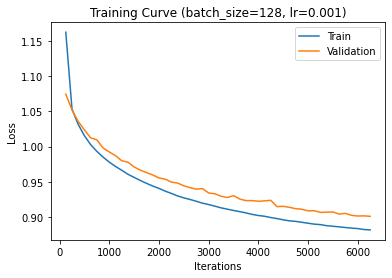 Training Curve (batch_size=128, lr=0.001)
Train
Validation
1.15
1.10
1.05
1.00
0.95
0.90
Loss
0 1000 2000 3000 4000 5000 6000
Iterations